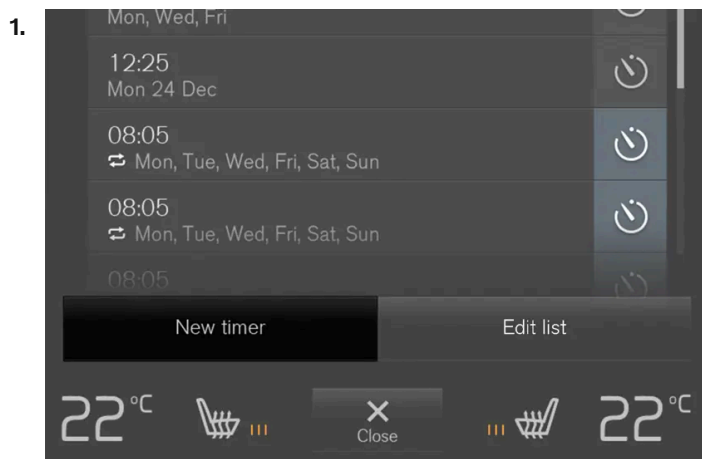 1.
Mon, Wed, Fri
12:25
Mon 24 Dec
08:05
Mon, Tue, Wed, Fri, Sat, Sun
08:05
Mon, Tue, Wed, Fri, Sat, Sun
08:05
New timer
Edit list
22°C
Close
22°C